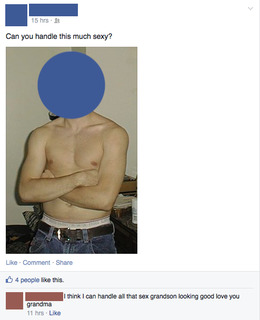 15 hrs ·
Can you handle this much sexy?
Like · Comment · Share
4 people like this.
I think I can handle all that sex grandson looking good love you
grandma
11 hrs · Like